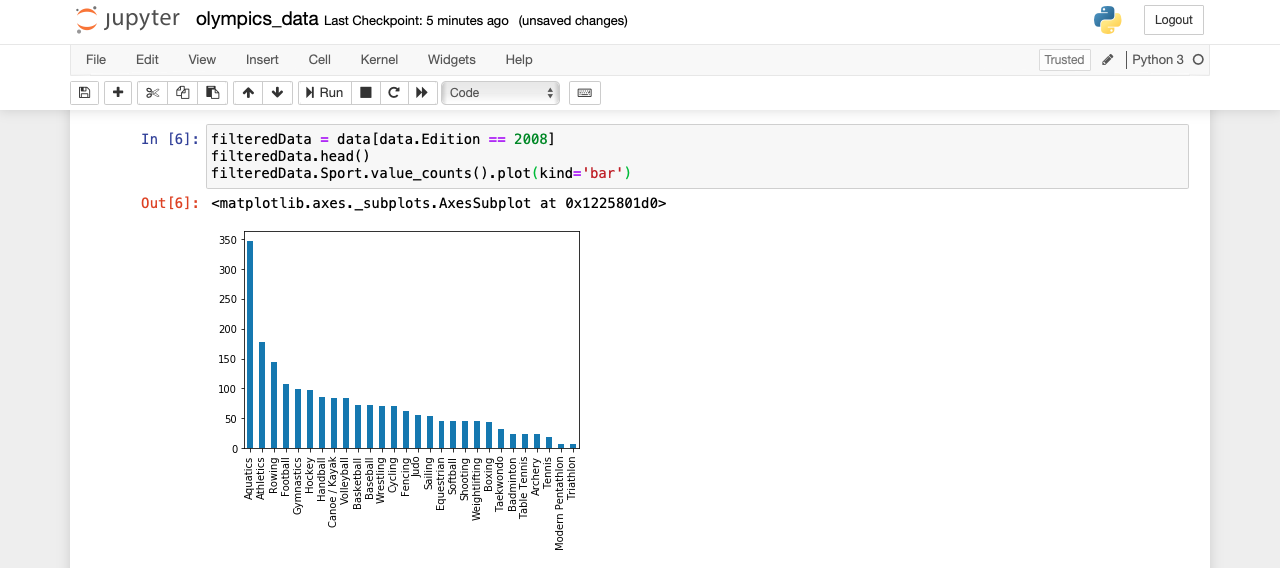 jupyter olympics_data Last Checkpoint: 5 minutes ago (unsaved changes) Logout
File Edit View Insert Cell Kernel Widgets Help Trusted Python 3
Run Code
In [6]: filteredData = data[data.Edition == 2008]
filteredData.head()
filteredData.Sport.value_counts().plot(kind='bar')
Out[6]: <matplotlib.axes._subplots.AxesSubplot at 0x1225801d0>
350
300
250
200
150
100
50
0
Aquatics
Athletics
Rowing
Football
Gymnastics
Hockey
Handball
Canoe / Kayak
Volleyball
Basketball
Baseball
Wrestling
Cycling
Fencing
Judo
Sailing
Equestrian
Softball
Shooting
Weightlifting
Boxing
Taekwondo
Badminton
Table Tennis
Archery
Tennis
Modern Pentathlon
Triathlon